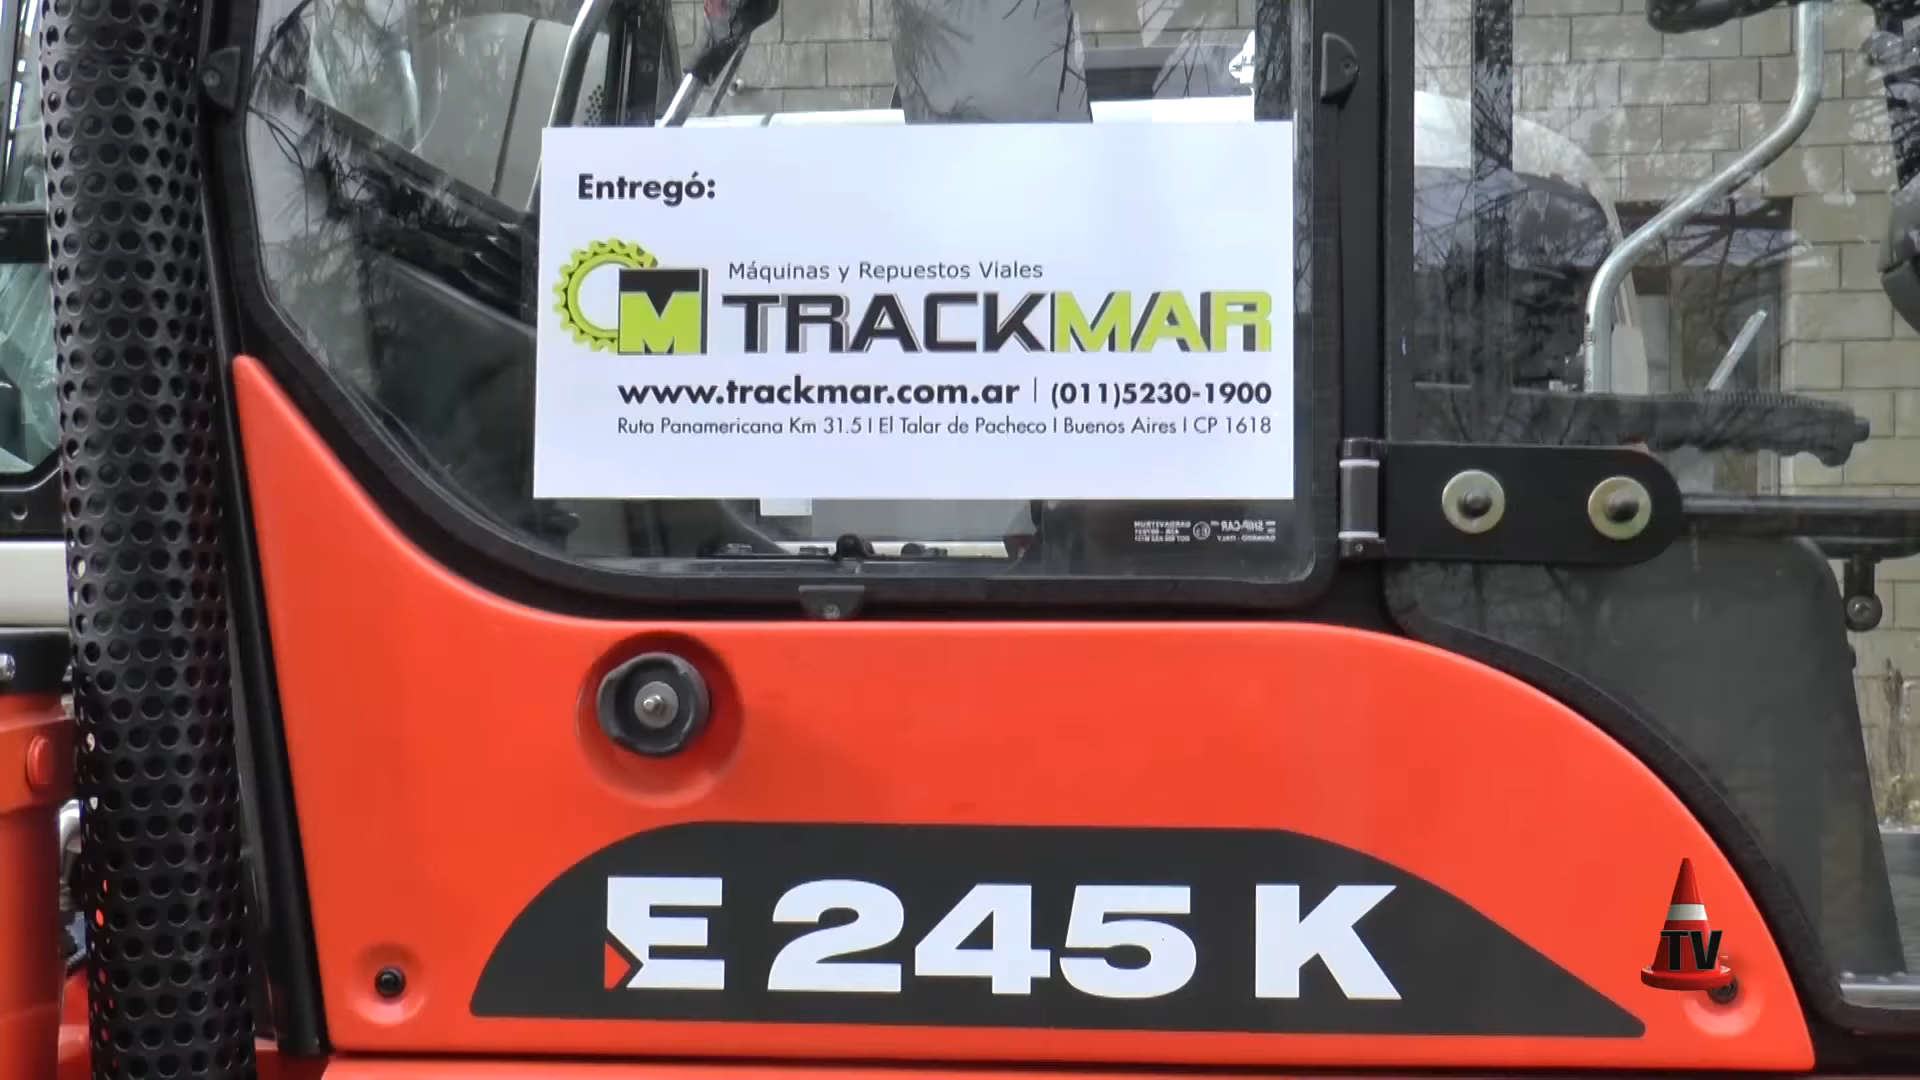 Entregó:
Máquinas y Repuestos Viales
TM TRACKMAR
www.trackmar.com.ar | (011)5230-1900
Ruta Panamericana Km 31.5 | El Talar de Pacheco | Buenos Aires | CP 1618
E 245 K
TV